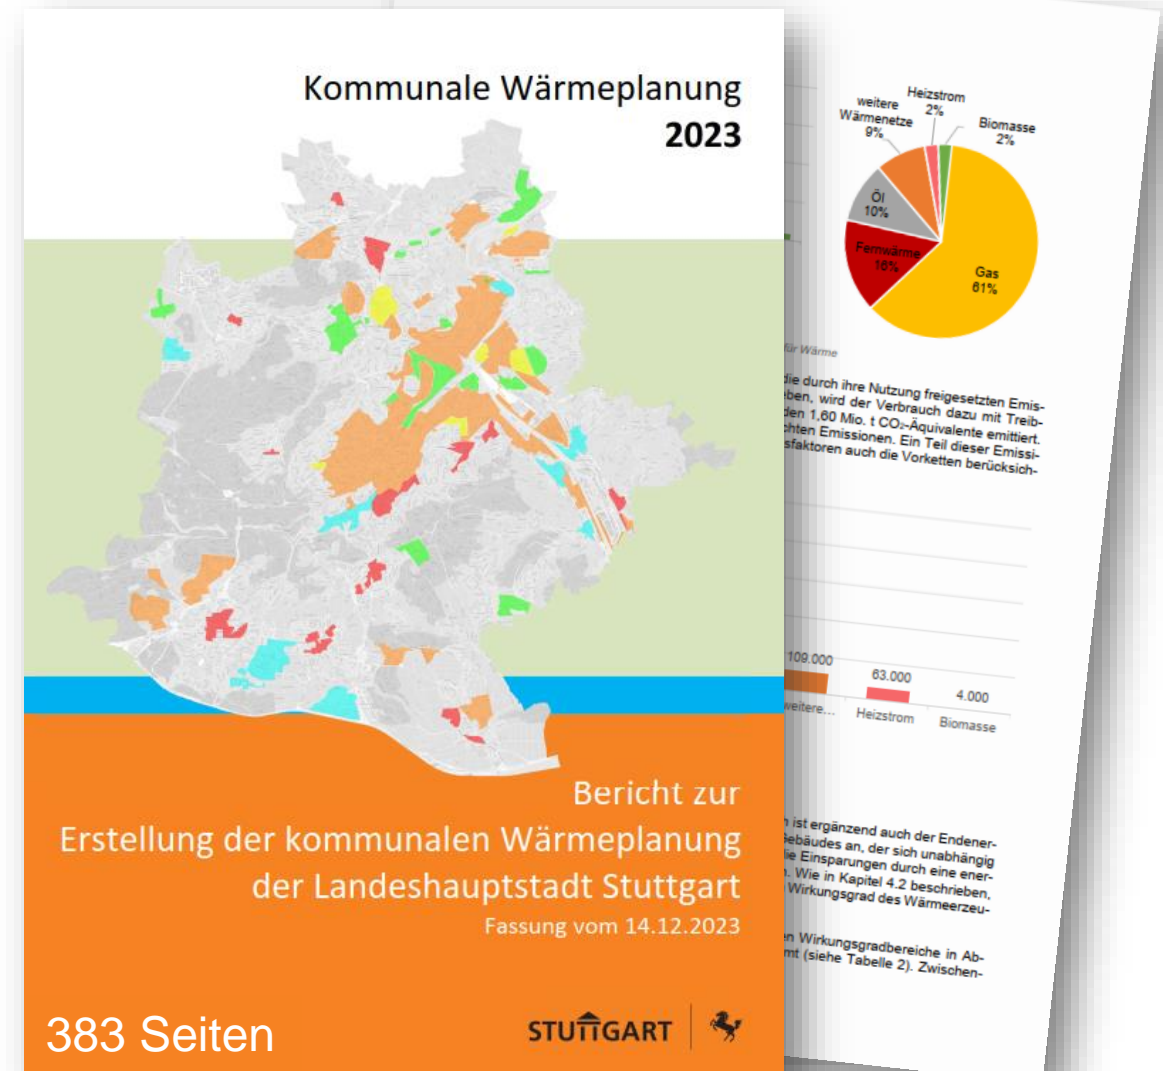 Kommunale Wärmeplanung
2023
Bericht zur
Erstellung der kommunalen Wärmeplanung
der Landeshauptstadt Stuttgart
Fassung vom 14.12.2023
383 Seiten
STUTTGART
Heizstrom
2%
weitere
Wärmenetze
9%
Biomasse
2%
Öl
10%
Fernwärme
16%
Gas
61%
für Wärme
die durch ihre Nutzung freigesetzten Emis-
ben, wird der Verbrauch dazu mit Treib-
den 1,60 Mio. t CO₂-Äquivalente emittiert.
chten Emissionen. Ein Teil dieser Emissi-
sfaktoren auch die Vorketten berücksich-
109.000
63.000
4.000
weitere…
Heizstrom
Biomasse
n ist ergänzend auch der Endener-
Gebäudes an, der sich unabhängig
die Einsparungen durch eine ener-
n. Wie in Kapitel 4.2 beschrieben,
Wirkungsgrad des Wärmeerzeu-
en Wirkungsgradbereiche in Ab-
mt (siehe Tabelle 2). Zwischen-